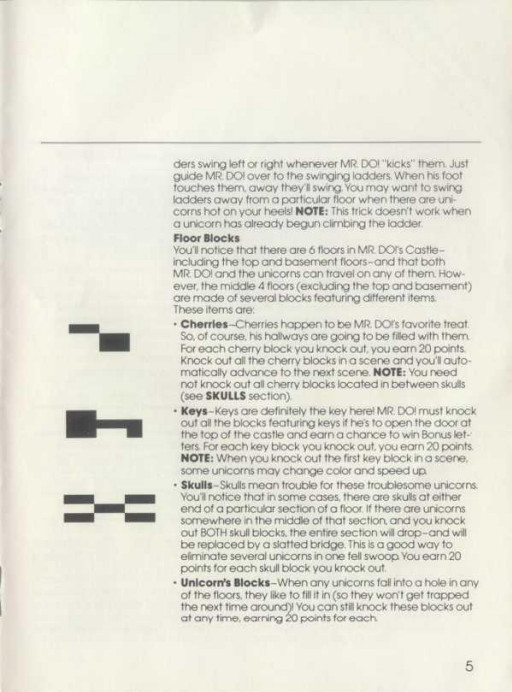 ders swing left or right whenever MR. DO! "kicks" them. Just
guide MR. DO! over to the swinging ladders. When his foot
touches them, away they'll swing. You may want to swing
ladders away from a particular floor when there are uni-
corns hot on your heels! NOTE: This trick doesn't work when
a unicorn has already begun climbing the ladder.
Floor Blocks
You'll notice that there are 6 floors in MR. DO!'s Castle–
including the top and basement floors–and that both
MR. DO! and the unicorns can travel on any of them. How-
ever, the middle 4 floors (excluding the top and basement)
are made of several blocks featuring different items.
These items are:
• Cherries–Cherries happen to be MR. DO!'s favorite treat.
So, of course, his hallways are going to be filled with them.
For each cherry block you knock out, you earn 20 points.
Knock out all the cherry blocks in a scene and you'll auto-
matically advance to the next scene. NOTE: You need
not knock out all cherry blocks located in between skulls
(see SKULLS section).
• Keys–Keys are definitely the key here! MR. DO! must knock
out all the blocks featuring keys if he's to open the door at
the top of the castle and earn a chance to win Bonus let-
ters. For each key block you knock out, you earn 20 points.
NOTE: When you knock out the first key block in a scene,
some unicorns may change color and speed up.
• Skulls–Skulls mean trouble for these troublesome unicorns.
You'll notice that in some cases, there are skulls at either
end of a particular section of a floor. If there are unicorns
somewhere in the middle of that section, and you knock
out BOTH skull blocks, the entire section will drop–and will
be replaced by a slatted bridge. This is a good way to
eliminate several unicorns in one fell swoop. You earn 20
points for each skull block you knock out.
• Unicorn's Blocks–When any unicorns fall into a hole in any
of the floors, they like to fill it in (so they won't get trapped
the next time around)! You can still knock these blocks out
at any time, earning 20 points for each.
5